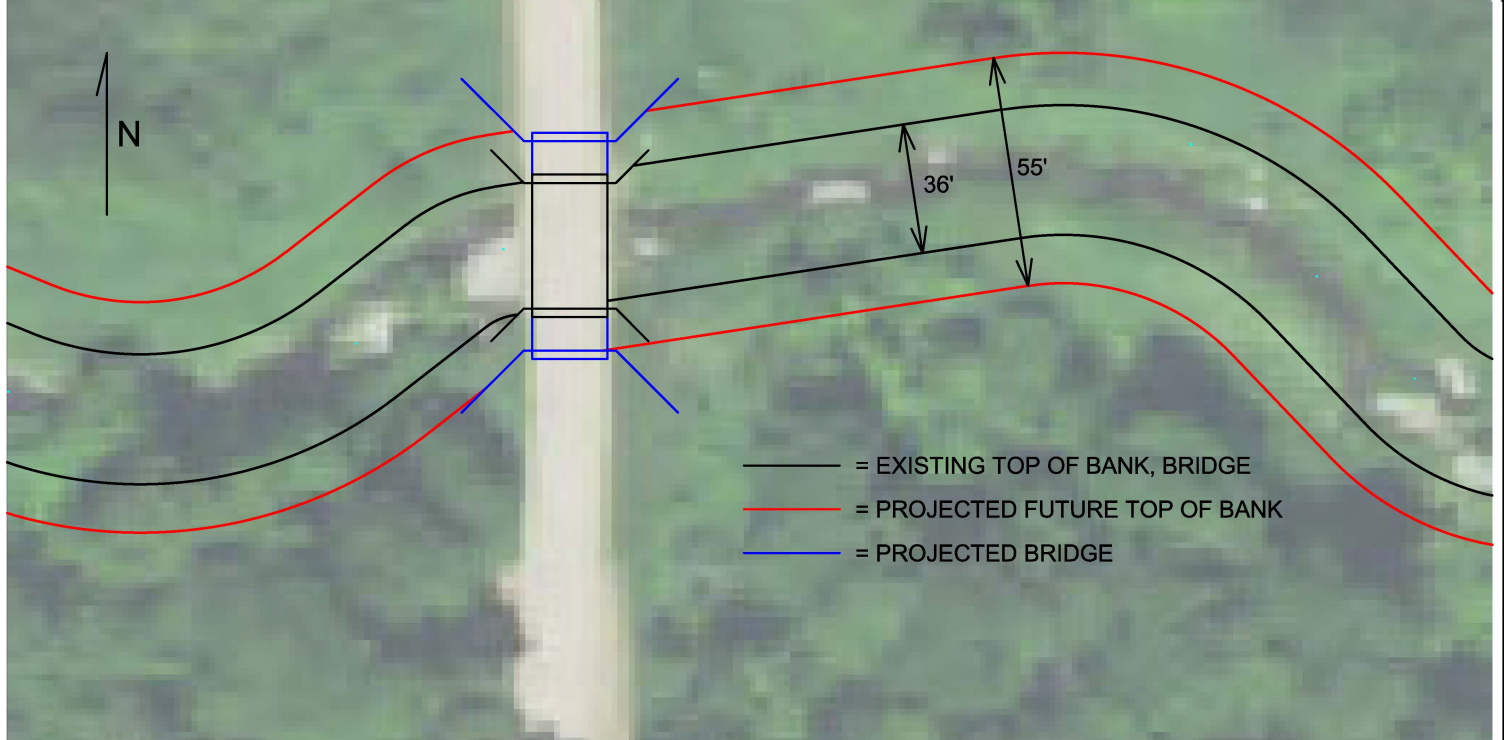 N
36'
55'
= EXISTING TOP OF BANK, BRIDGE
= PROJECTED FUTURE TOP OF BANK
= PROJECTED BRIDGE